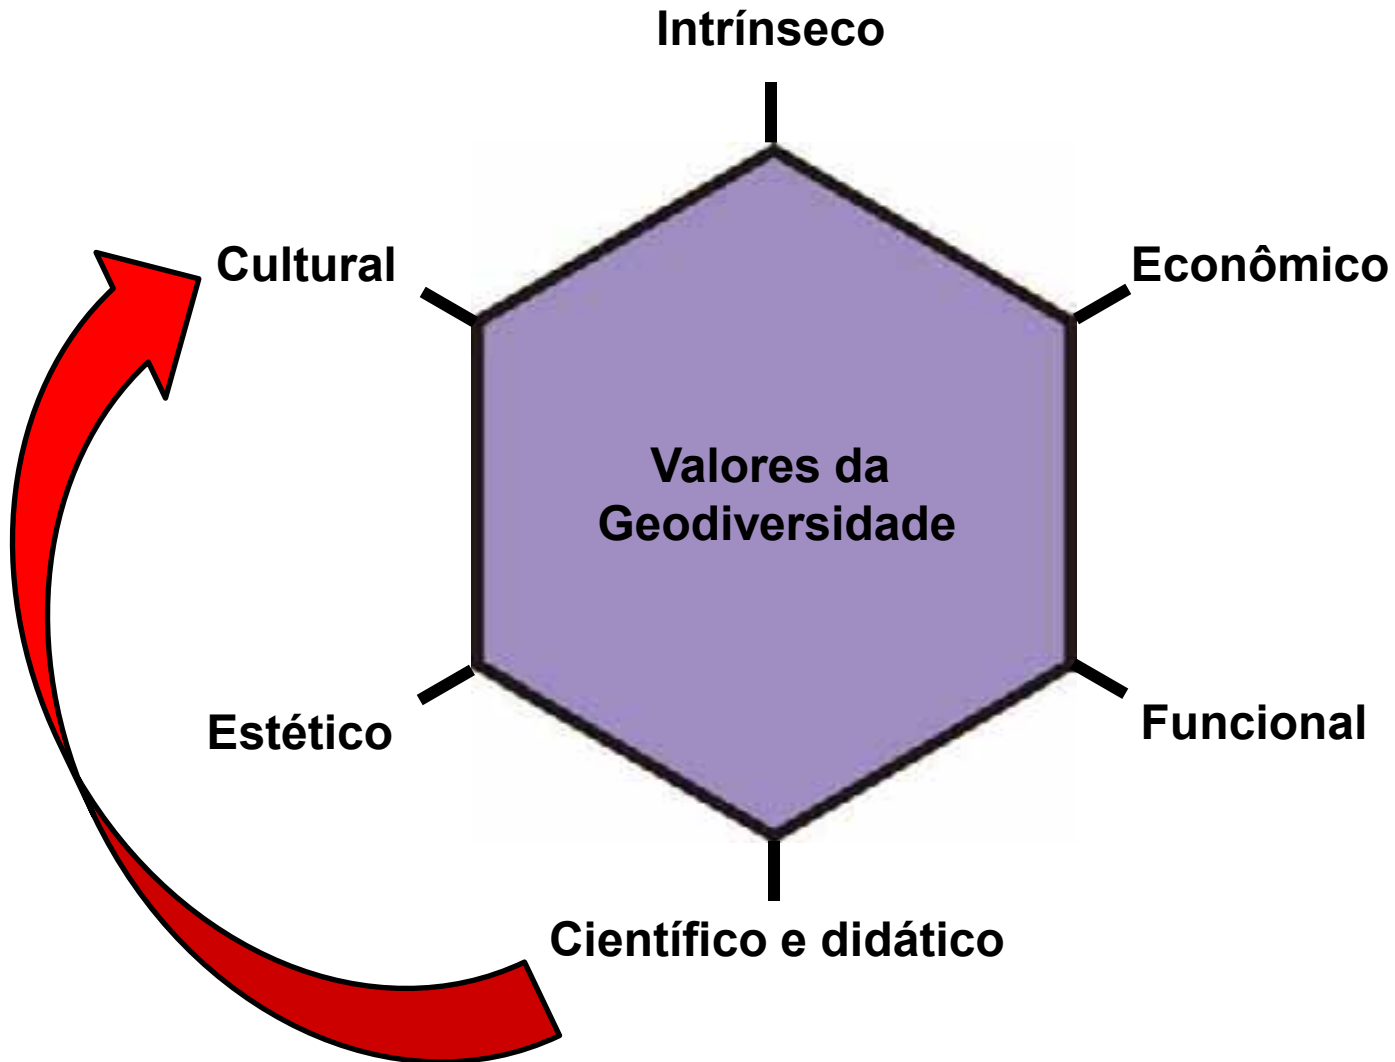 Intrínseco
Cultural
Econômico
Valores da
Geodiversidade
Estético
Funcional
Científico e didático